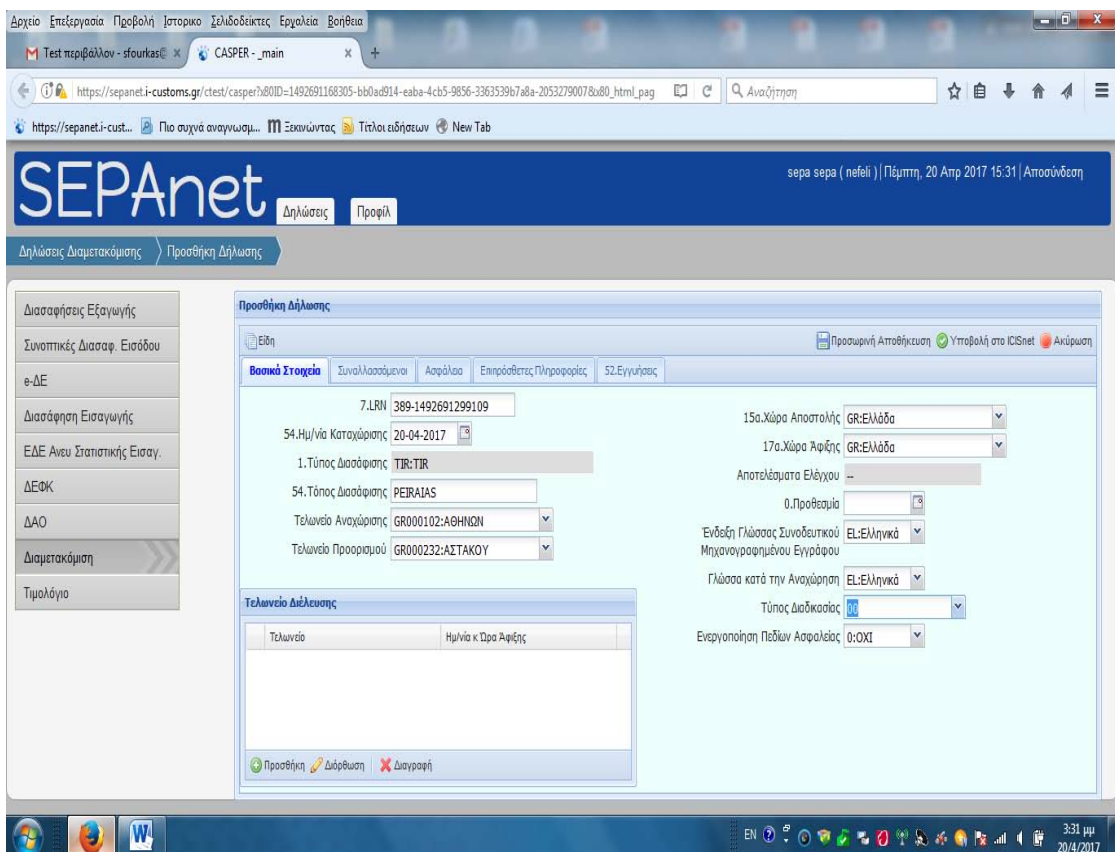 Αρχείο Επεξεργασία Προβολή Ιστορικο Σελιδοδείκτες Εργαλεία Βοήθεια
Test περιβάλλον - sfourkas@ CASPER - _main
https://sepanet.i-customs.gr/ctest/casper?x80ID=1492691168305-bb0ad914-eaba-4cb5-9856-3363539b7a8a-2053279007&x80_html_pag Αναζήτηση
https://sepanet.i-cust... Πιο συχνά αναγνωσμ... Ξεκινώντας Τίτλοι ειδήσεων New Tab
SEPAnet Δηλώσεις Προφίλ
sepa sepa ( nefeli ) | Πέμπτη, 20 Απρ 2017 15:31 | Αποσύνδεση
Δηλώσεις Διαμετακόμισης Προσθήκη Δήλωσης
Διασαφήσεις Εξαγωγής
Συνοπτικές Διασαφ. Εισόδου
e-ΔΕ
Διασάφηση Εισαγωγής
ΕΔΕ Ανευ Στατιστικής Εισαγ.
ΔΕΦΚ
ΔΑΟ
Διαμετακόμιση
Τιμολόγιο
Προσθήκη Δήλωσης
Είδη Προσωρινή Αποθήκευση Υποβολή στο ICISnet Ακύρωση
Βασικά Στοιχεία Συναλλασσόμενοι Ασφάλεια Επιπρόσθετες Πληροφορίες 52.Εγγυήσεις
7.LRN 389-1492691299109
54.Ημ/νία Καταχώρισης 20-04-2017
1.Τύπος Διασάφισης TIR:TIR
54.Τόπος Διασάφισης PEIRAIAS
Τελωνείο Αναχώρισης GR000102:ΑΘΗΝΩΝ
Τελωνείο Προορισμού GR000232:ΑΣΤΑΚΟΥ
15α.Χώρα Αποστολής GR:Ελλάδα
17α.Χώρα Άφιξης GR:Ελλάδα
Αποτελέσματα Ελέγχου --
0.Προθεσμία
Ένδειξη Γλώσσας Συνοδευτικού EL:Ελληνικά
Μηχανογραφημένου Εγγράφου
Γλώσσα κατά την Αναχώρηση EL:Ελληνικά
Τύπος Διαδικασίας 00
Ενεργοποίηση Πεδίων Ασφαλείας 0:ΟΧΙ
Τελωνείο Διέλευσης
Τελωνείο Ημ/νία κ Ώρα Άφιξης
Προσθήκη Διόρθωση Διαγραφή
EN 3:31 μμ
20/4/2017